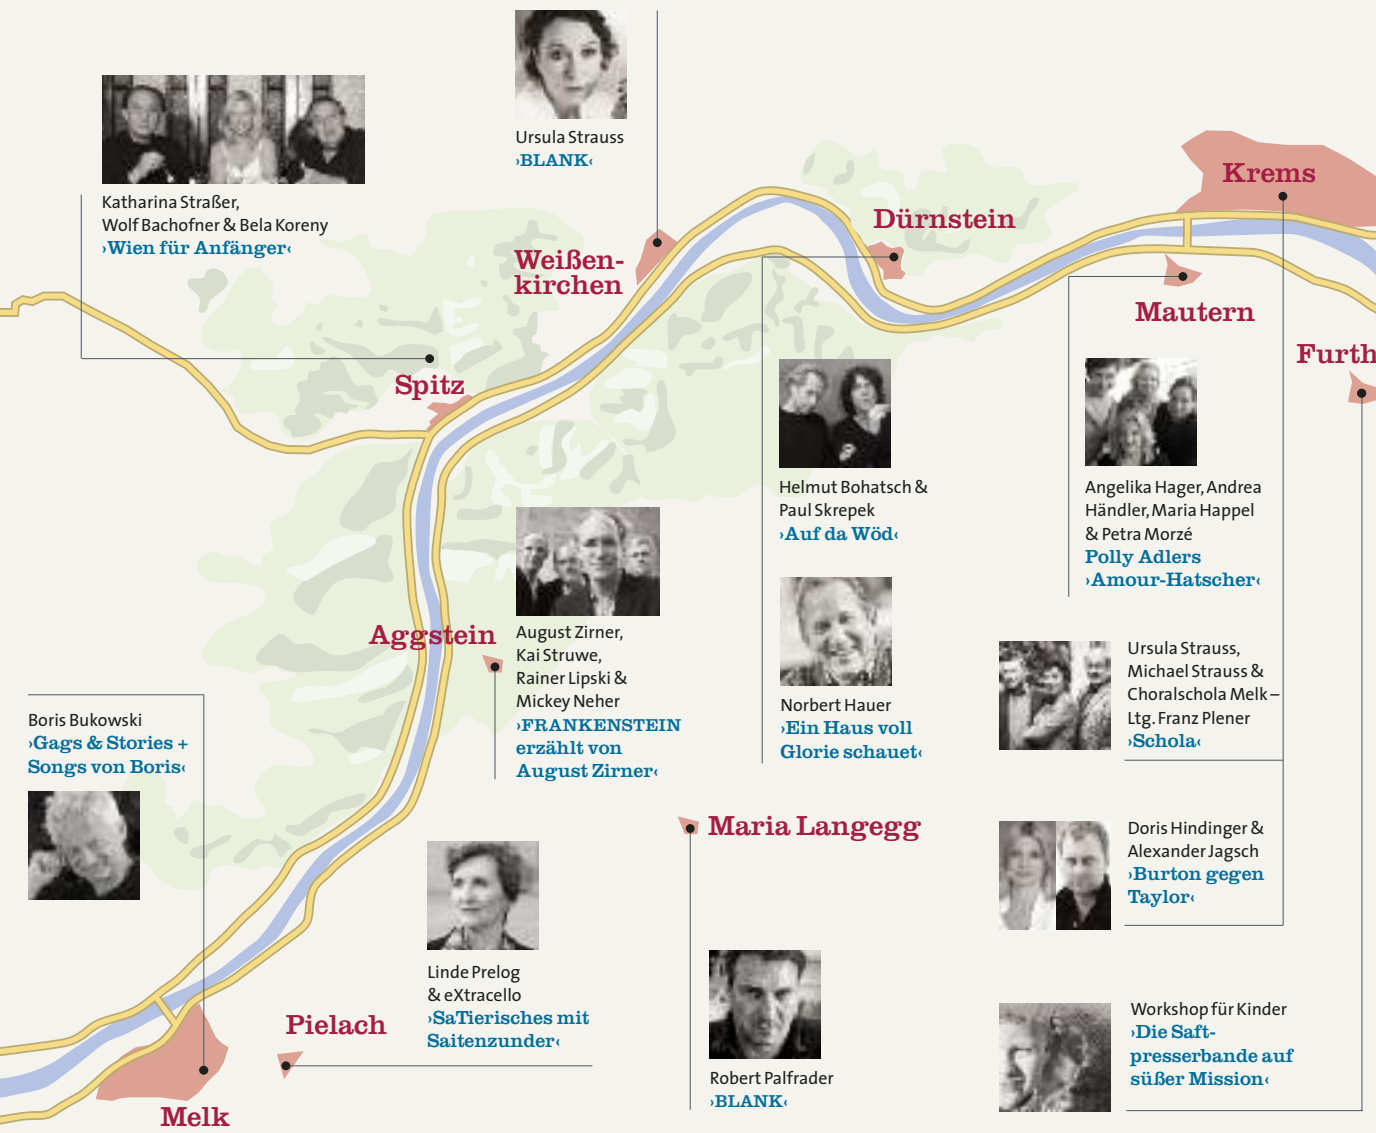 Ursula Strauss
›BLANK‹
Katharina Straßer,
Wolf Bachofner & Bela Koreny
›Wien für Anfänger‹
Krems
Dürnstein
Weißen-
kirchen
Mautern
Furth
Spitz
Helmut Bohatsch &
Paul Skrepek
›Auf da Wöd‹
Angelika Hager, Andrea
Händler, Maria Happel
& Petra Morzé
Polly Adlers
›Amour-Hatscher‹
Aggstein
August Zirner,
Kai Struwe,
Rainer Lipski &
Mickey Neher
›FRANKENSTEIN
erzählt von
August Zirner‹
Norbert Hauer
›Ein Haus voll
Glorie schauet‹
Ursula Strauss,
Michael Strauss &
Choralschola Melk –
Ltg. Franz Plener
›Schola‹
Boris Bukowski
›Gags & Stories +
Songs von Boris‹
Maria Langegg
Doris Hindinger &
Alexander Jagsch
›Burton gegen
Taylor‹
Linde Prelog
& eXtracello
›SaTierisches mit
Saitenzunder‹
Pielach
Robert Palfrader
›BLANK‹
Workshop für Kinder
›Die Saft-
presserbande auf
süßer Mission‹
Melk